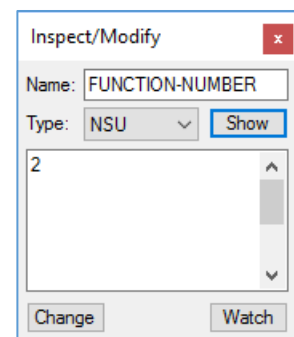 Inspect/Modify x
Name: FUNCTION-NUMBER
Type: NSU Show
2
Change Watch